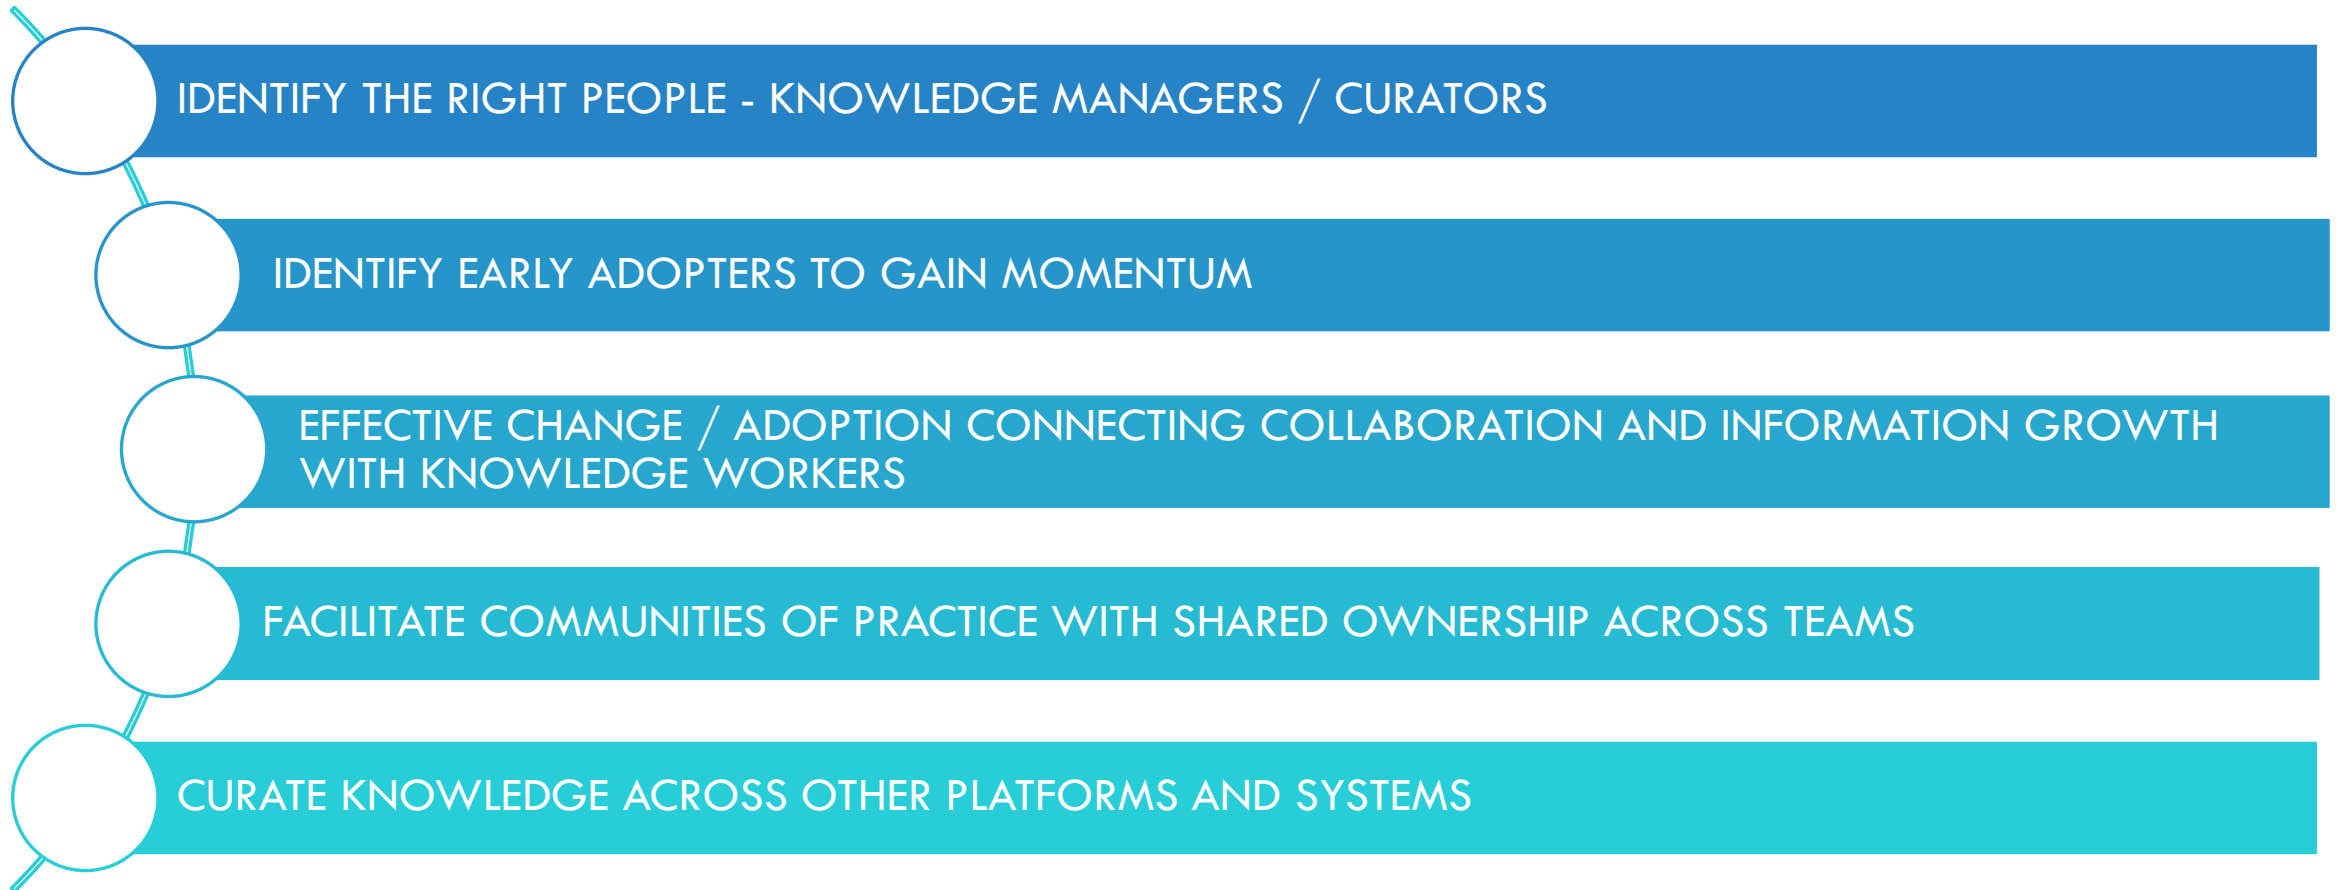 IDENTIFY THE RIGHT PEOPLE - KNOWLEDGE MANAGERS / CURATORS
IDENTIFY EARLY ADOPTERS TO GAIN MOMENTUM
EFFECTIVE CHANGE / ADOPTION CONNECTING COLLABORATION AND INFORMATION GROWTH
WITH KNOWLEDGE WORKERS
FACILITATE COMMUNITIES OF PRACTICE WITH SHARED OWNERSHIP ACROSS TEAMS
CURATE KNOWLEDGE ACROSS OTHER PLATFORMS AND SYSTEMS